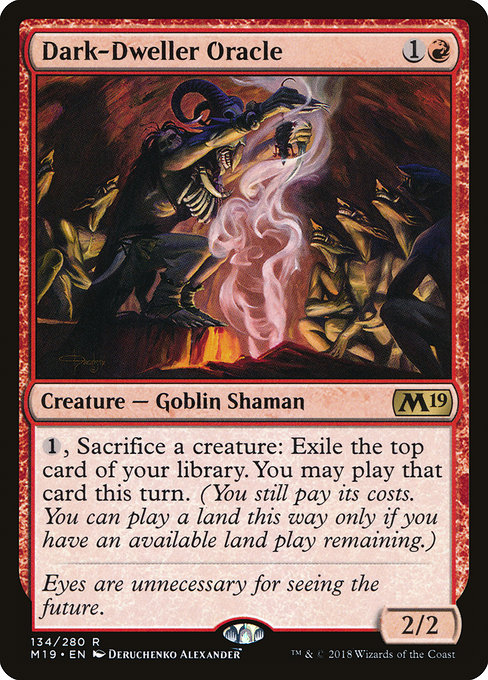 Dark-Dweller Oracle 1
Creature — Goblin Shaman M19
1, Sacrifice a creature: Exile the top
card of your library. You may play that
card this turn. (You still pay its costs.
You can play a land this way only if you
have an available land play remaining.)
Eyes are unnecessary for seeing the
future.
2/2
134/280 R
M19 • EN Deruchenko Alexander ™ & © 2018 Wizards of the Coast